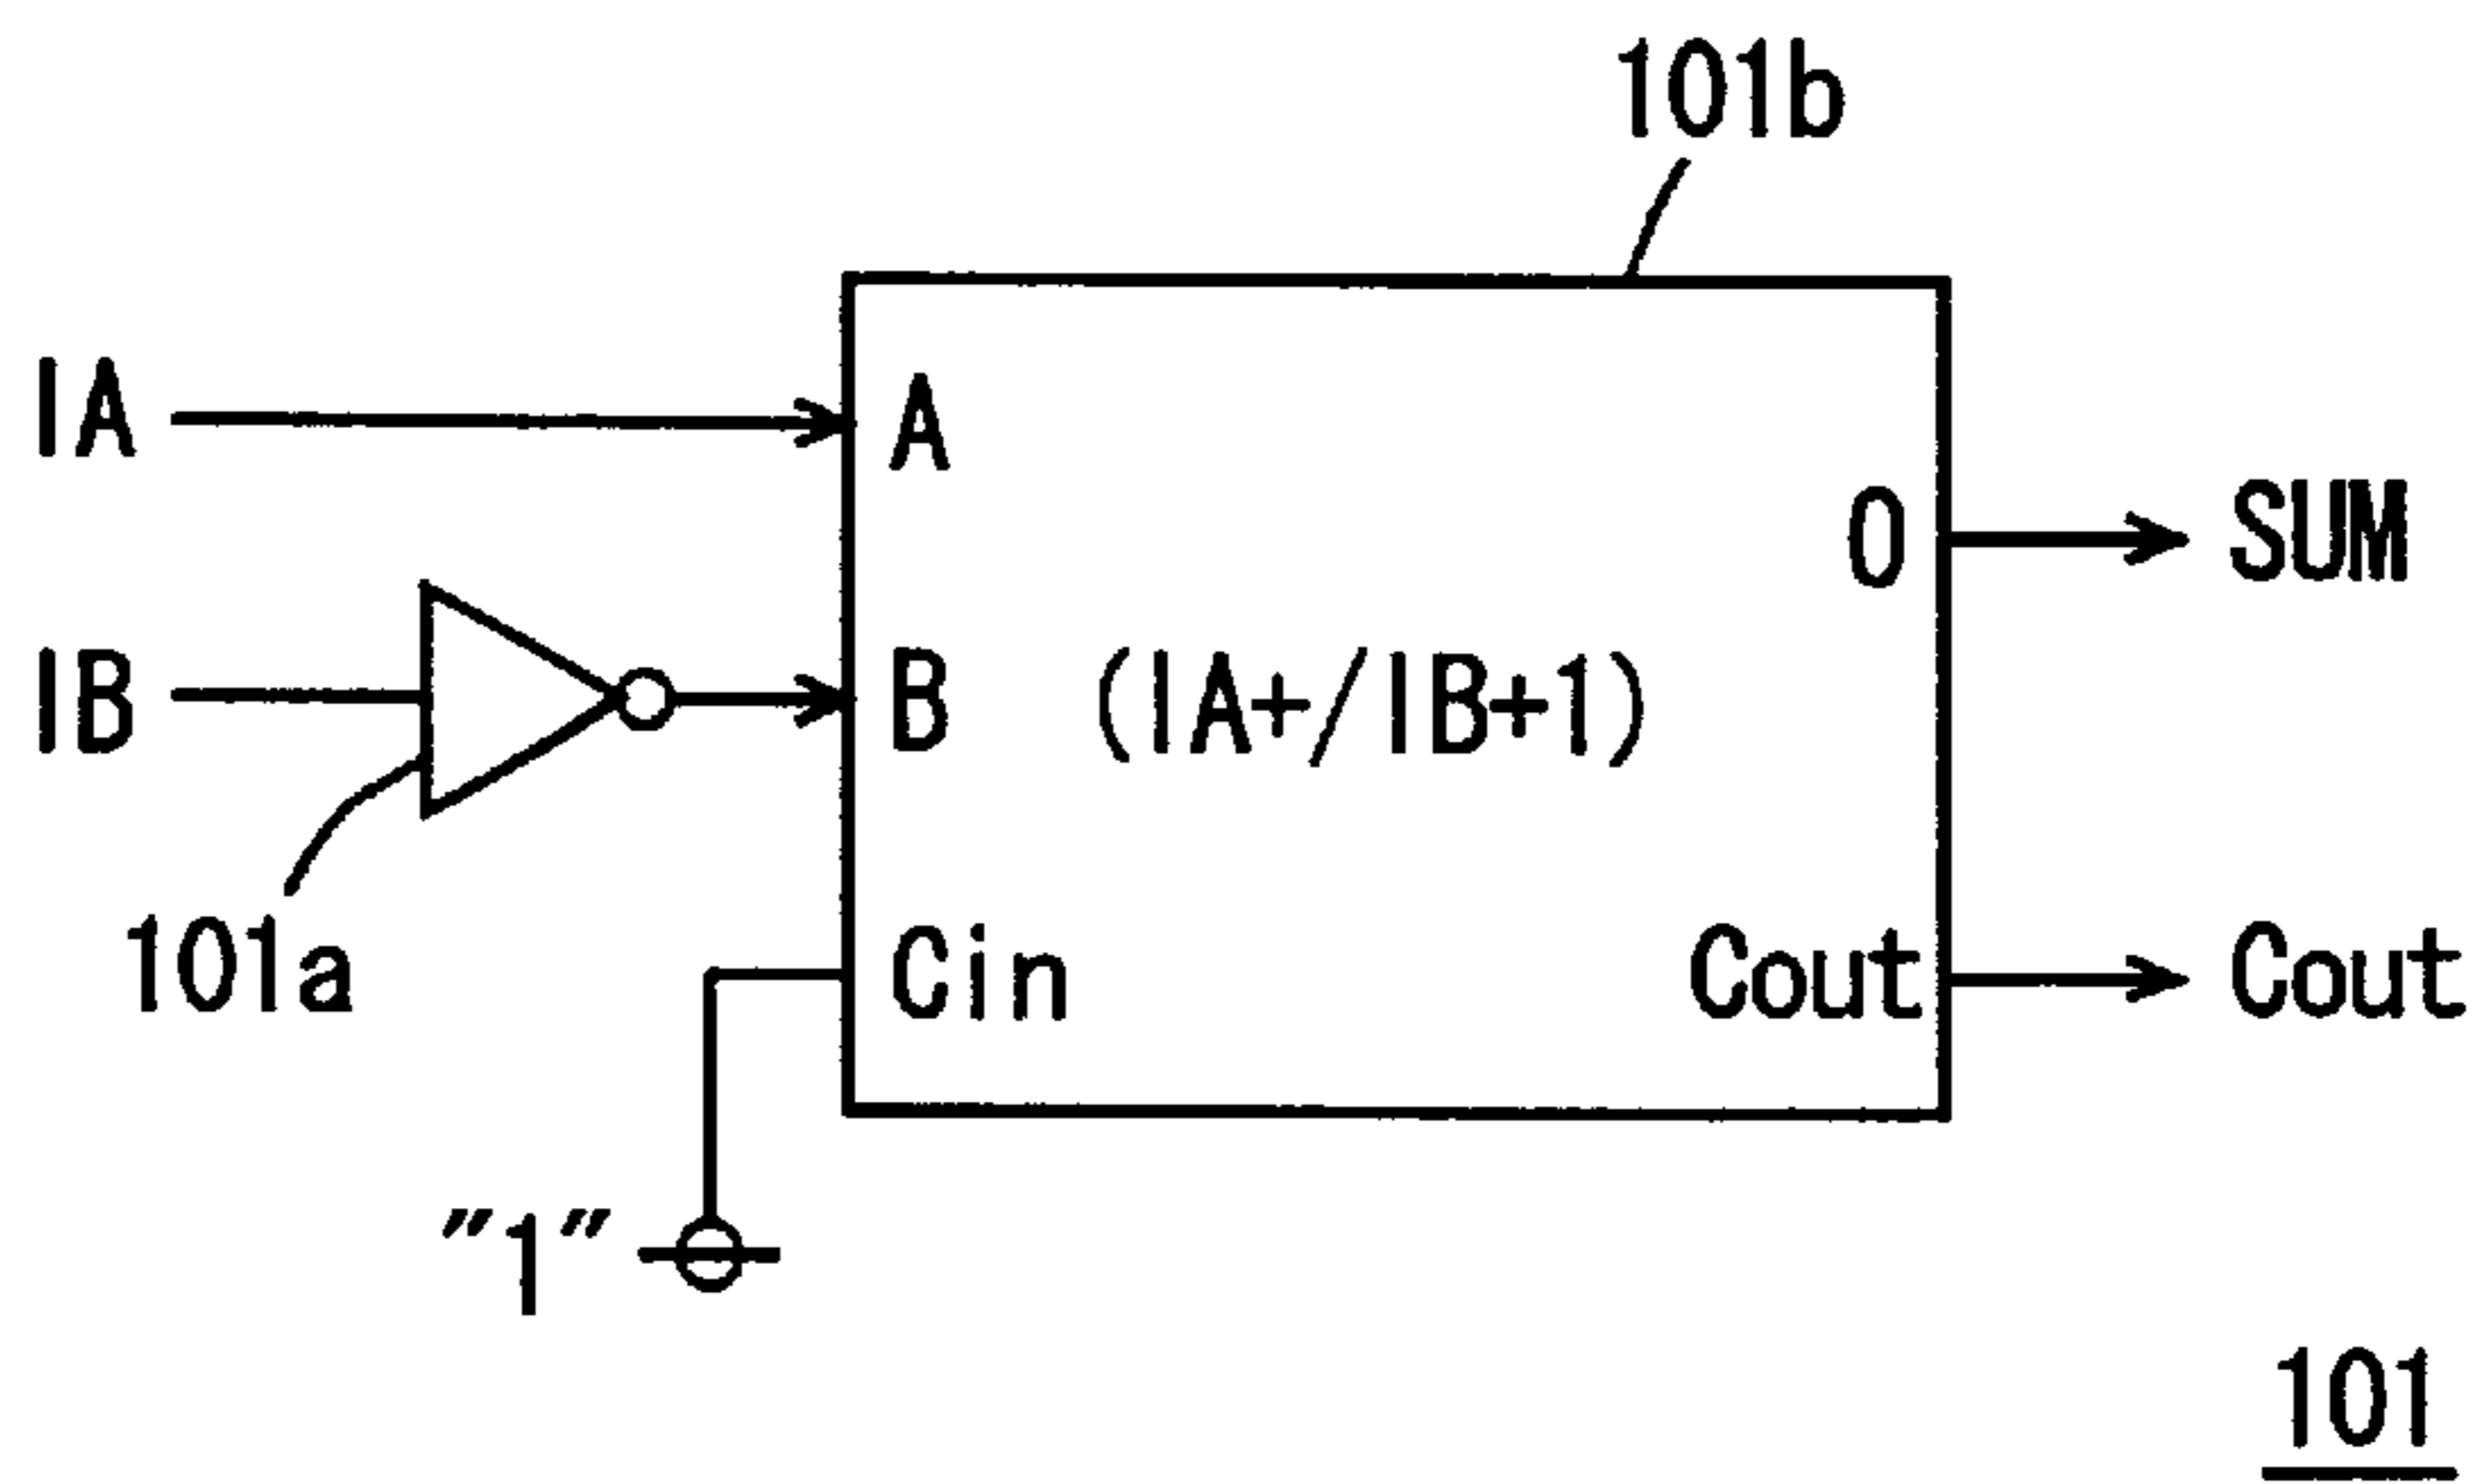 101b
IA
A
O
SUM
IB
B
(IA+/IB+1)
101a
Cin
Cout
Cout
"1"
101